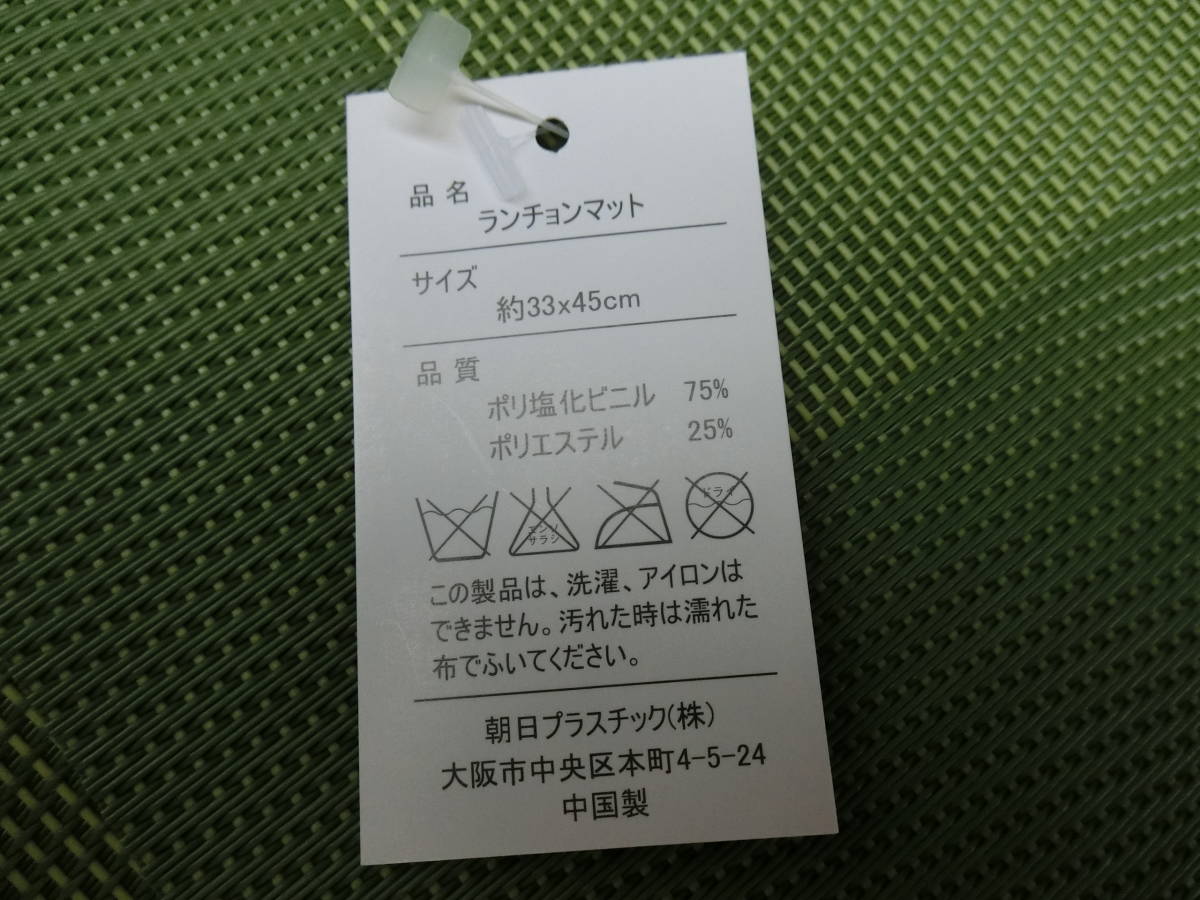 品名
ランチョンマット
サイズ
約33x45cm
品質
ポリ塩化ビニル 75%
ポリエステル 25%
エンソ
サラシ
ドライ
この製品は、洗濯、アイロンは
できません。汚れた時は濡れた
布でふいてください。
朝日プラスチック(株)
大阪市中央区本町4-5-24
中国製